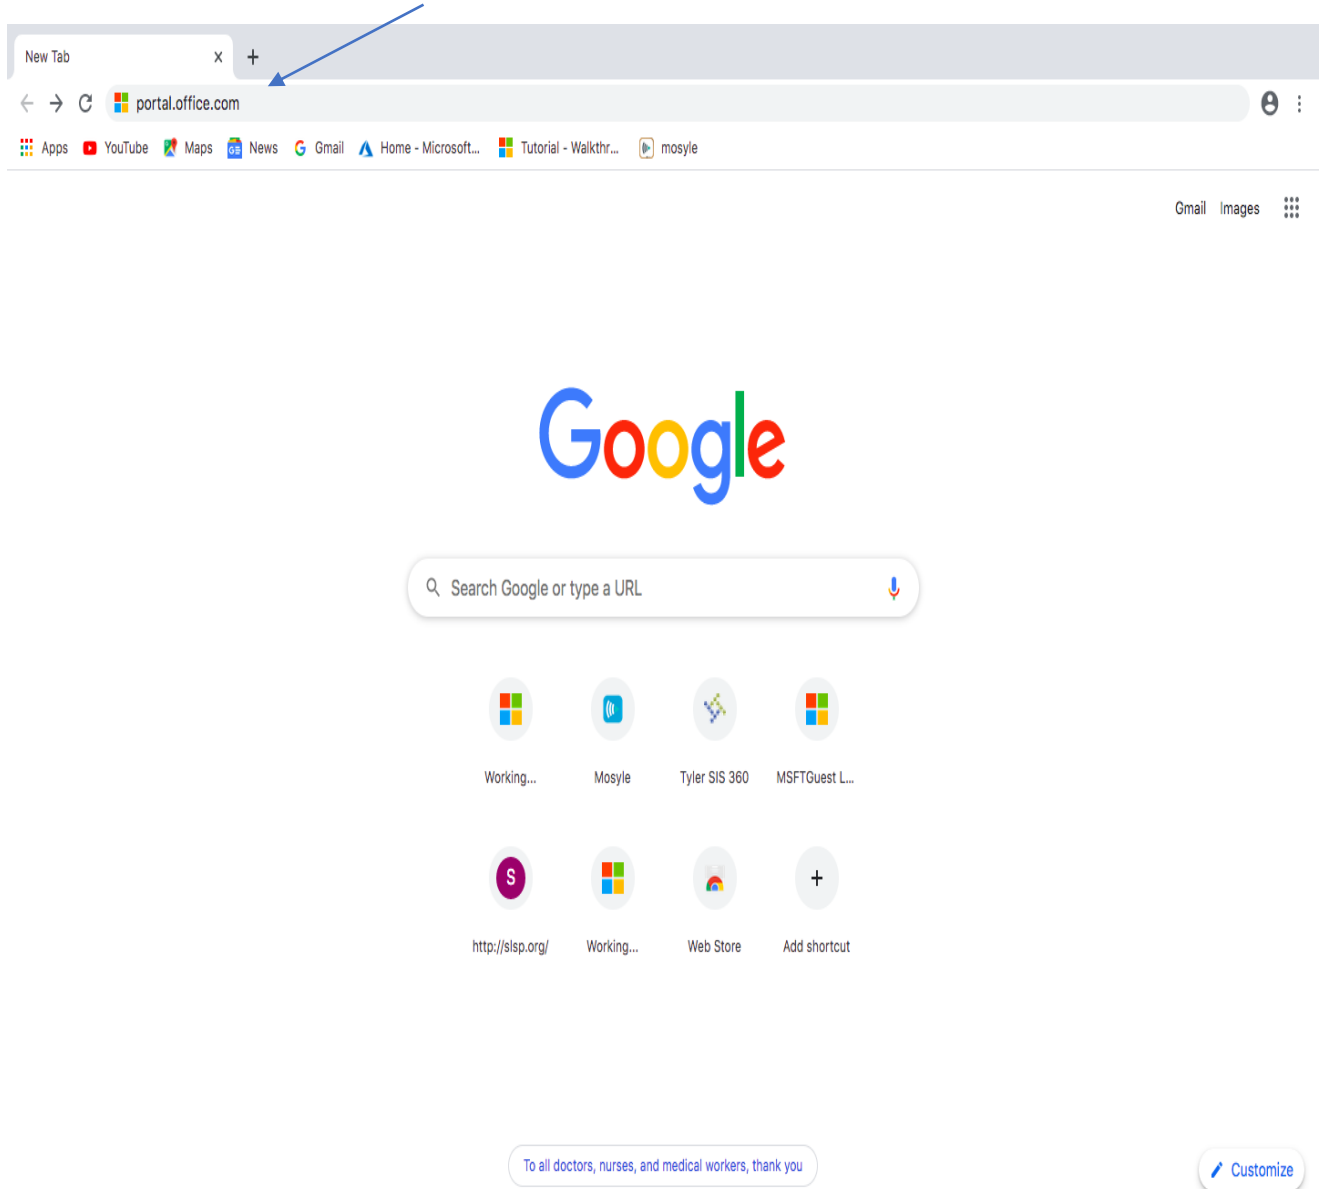 New Tab
portal.office.com
Apps YouTube Maps News Gmail Home - Microsoft... Tutorial - Walkthr... mosyle
Gmail Images
Google
Search Google or type a URL
Working... Mosyle Tyler SIS 360 MSFTGuest L...
S
http://slsp.org/ Working... Web Store Add shortcut
To all doctors, nurses, and medical workers, thank you
Customize